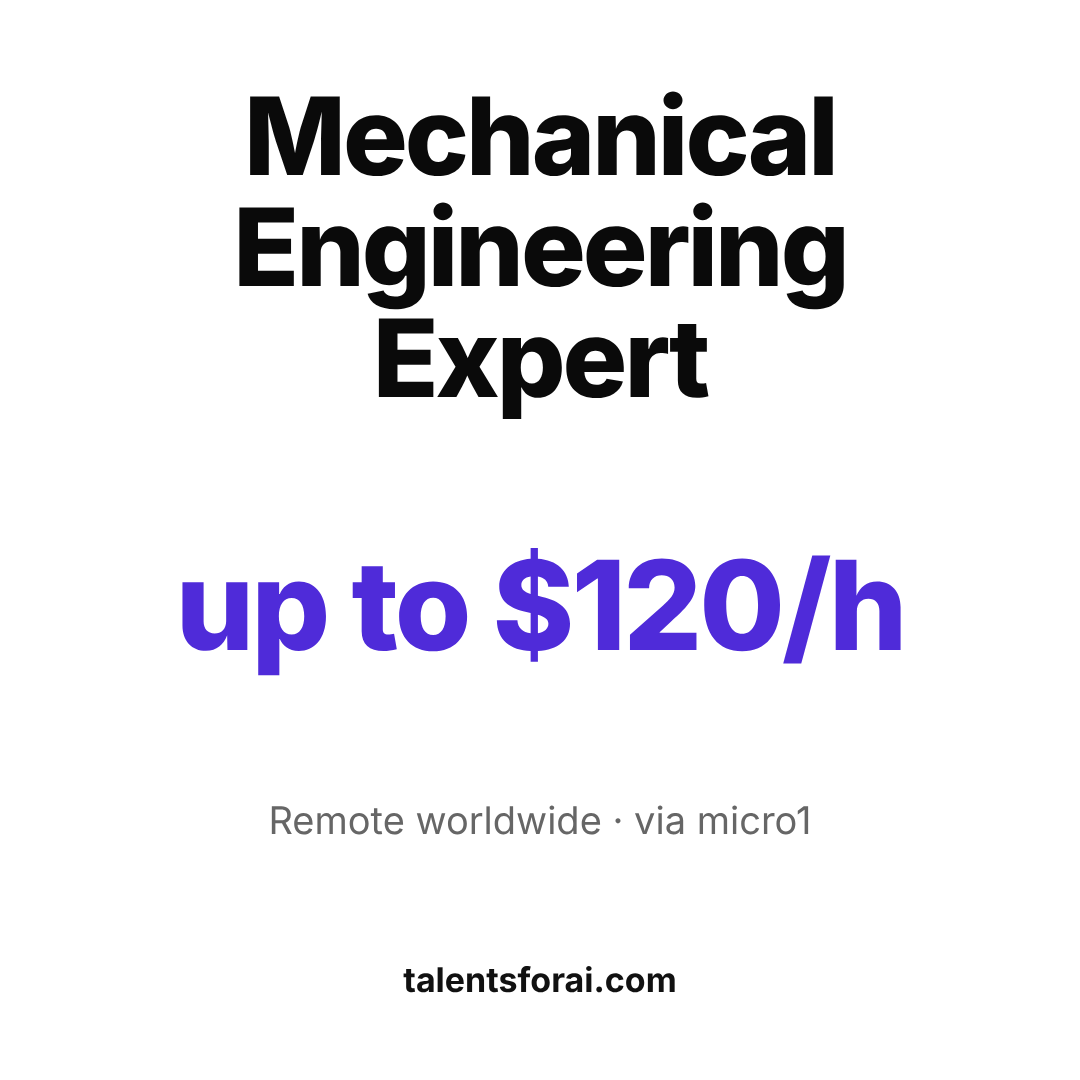 Mechanical
Engineering
Expert
up to $120/h
Remote worldwide · via micro1
talentsforai.com